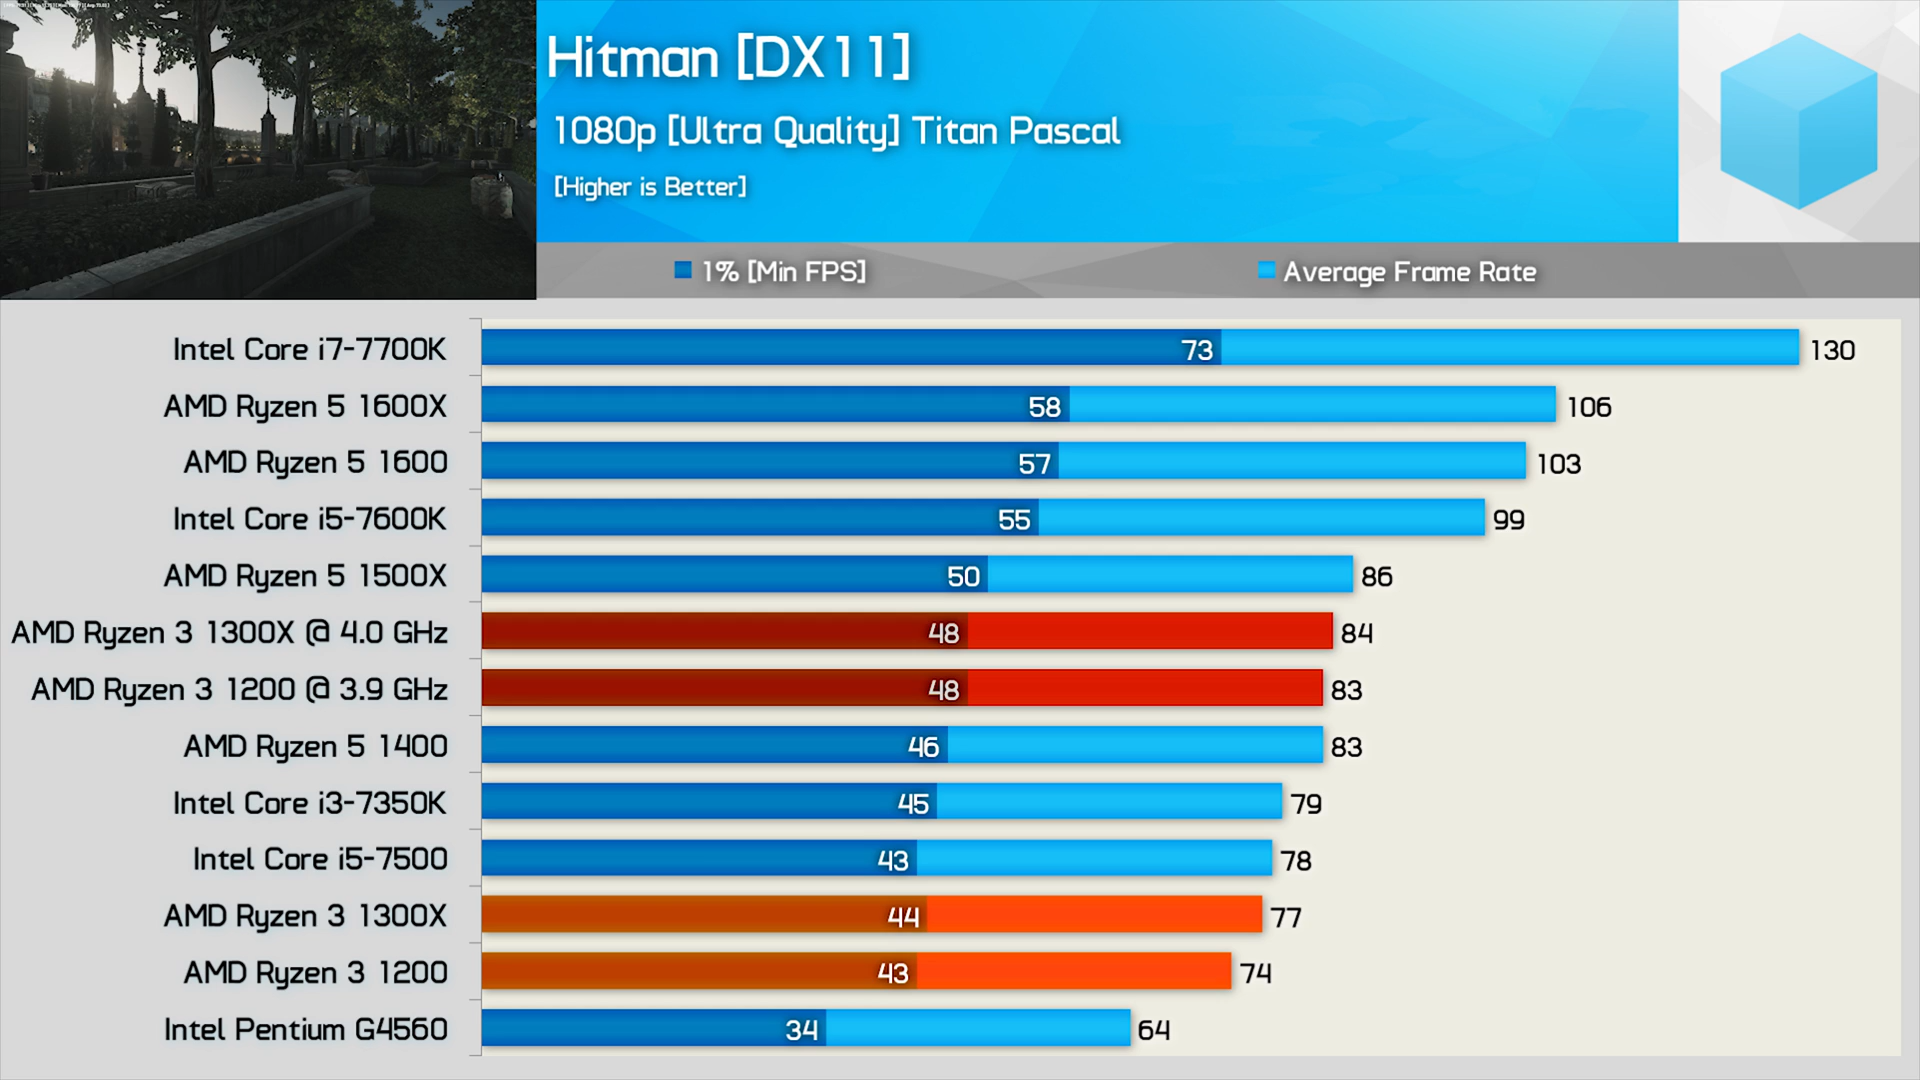 Hitman [DX11]
1080p [Ultra Quality] Titan Pascal
[Higher is Better]
1% [Min FPS]
Average Frame Rate
Intel Core i7-7700K 73 130
AMD Ryzen 5 1600X 58 106
AMD Ryzen 5 1600 57 103
Intel Core i5-7600K 55 99
AMD Ryzen 5 1500X 50 86
AMD Ryzen 3 1300X @ 4.0 GHz 48 84
AMD Ryzen 3 1200 @ 3.9 GHz 48 83
AMD Ryzen 5 1400 46 83
Intel Core i3-7350K 45 79
Intel Core i5-7500 43 78
AMD Ryzen 3 1300X 44 77
AMD Ryzen 3 1200 43 74
Intel Pentium G4560 34 64